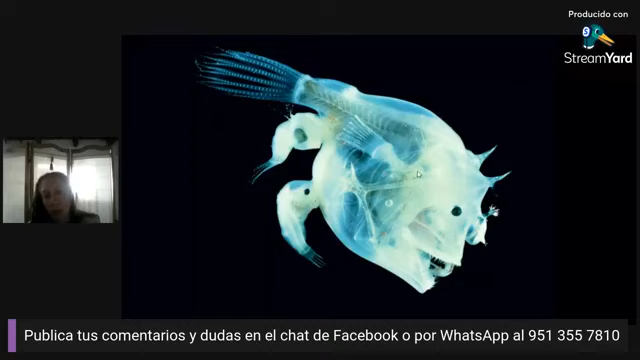 Producido con
StreamYard
Publica tus comentarios y dudas en el chat de Facebook o por WhatsApp al 951 355 7810